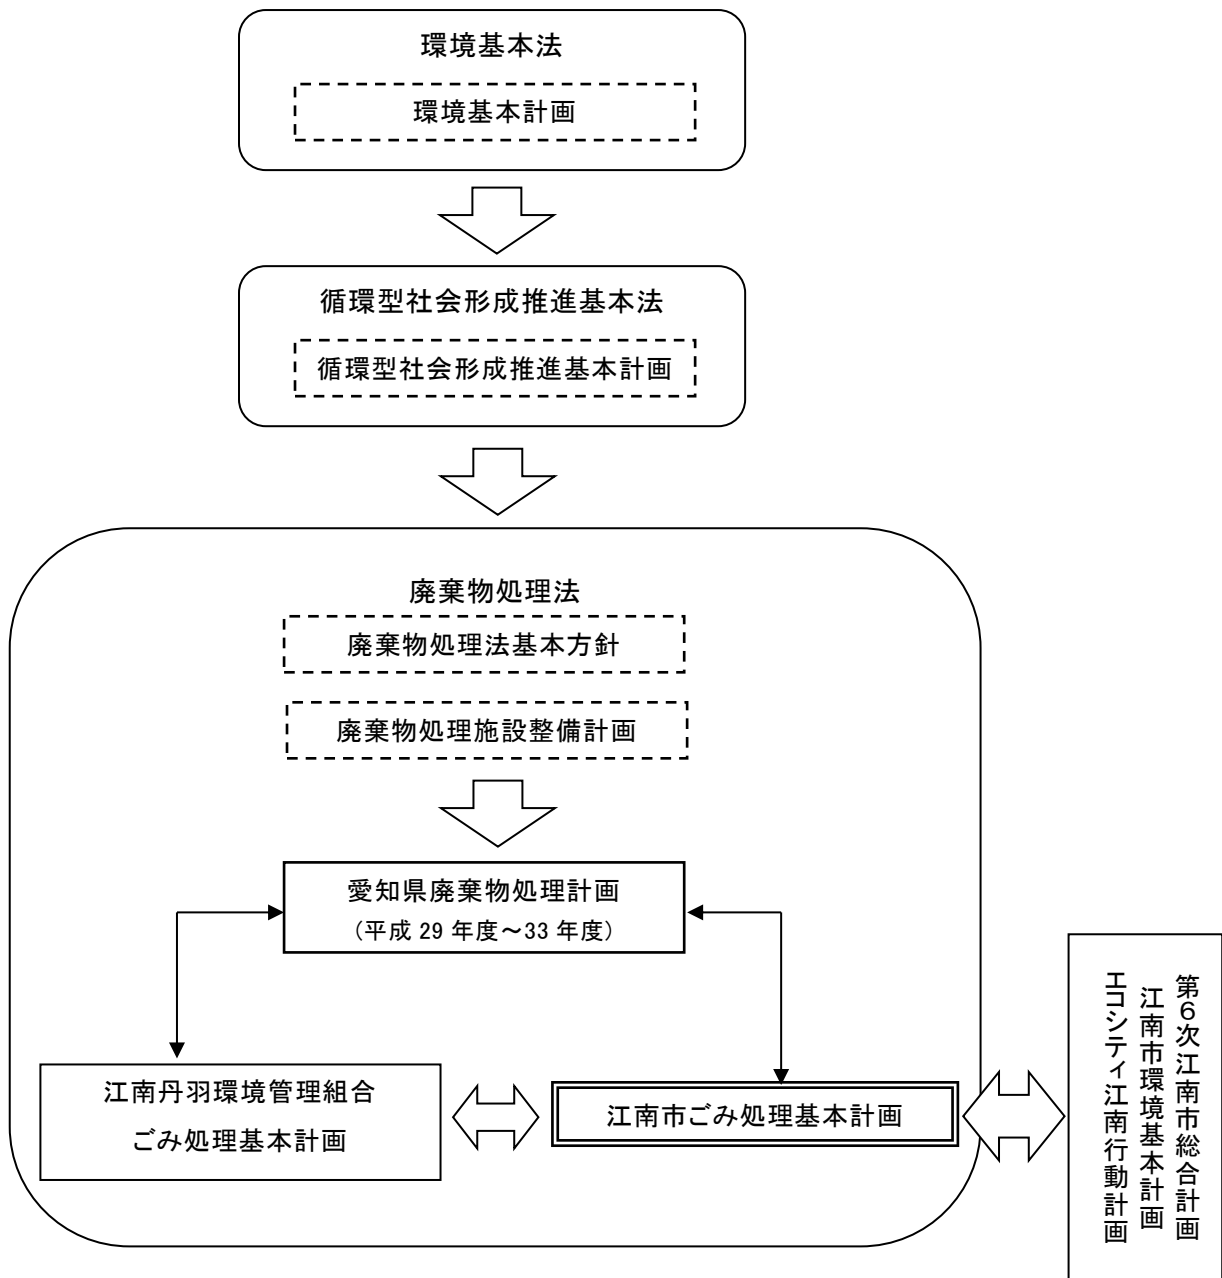 環境基本法
環境基本計画
循環型社会形成推進基本法
循環型社会形成推進基本計画
廃棄物処理法
廃棄物処理法基本方針
廃棄物処理施設整備計画
愛知県廃棄物処理計画
(平成 29 年度～33 年度)
江南丹羽環境管理組合
ごみ処理基本計画
江南市ごみ処理基本計画
第６次江南市総合計画
江南市環境基本計画
エコシティ江南行動計画